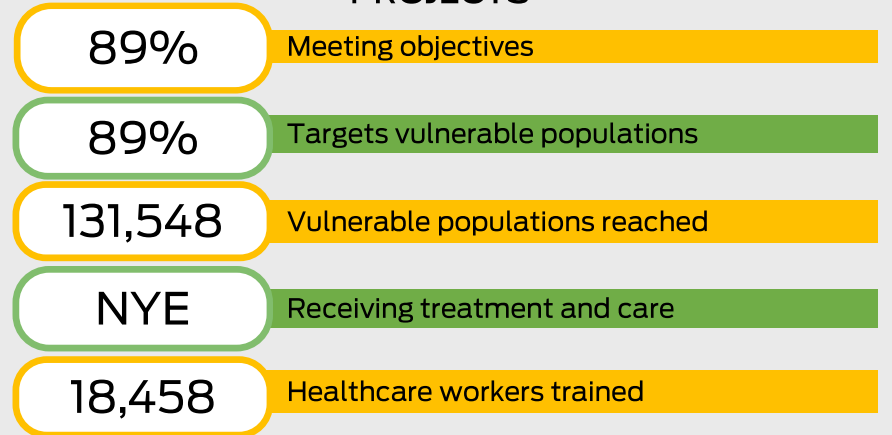 PROJECTS
89%
Meeting objectives
89%
Targets vulnerable populations
131,548
Vulnerable populations reached
NYE
Receiving treatment and care
18,458
Healthcare workers trained